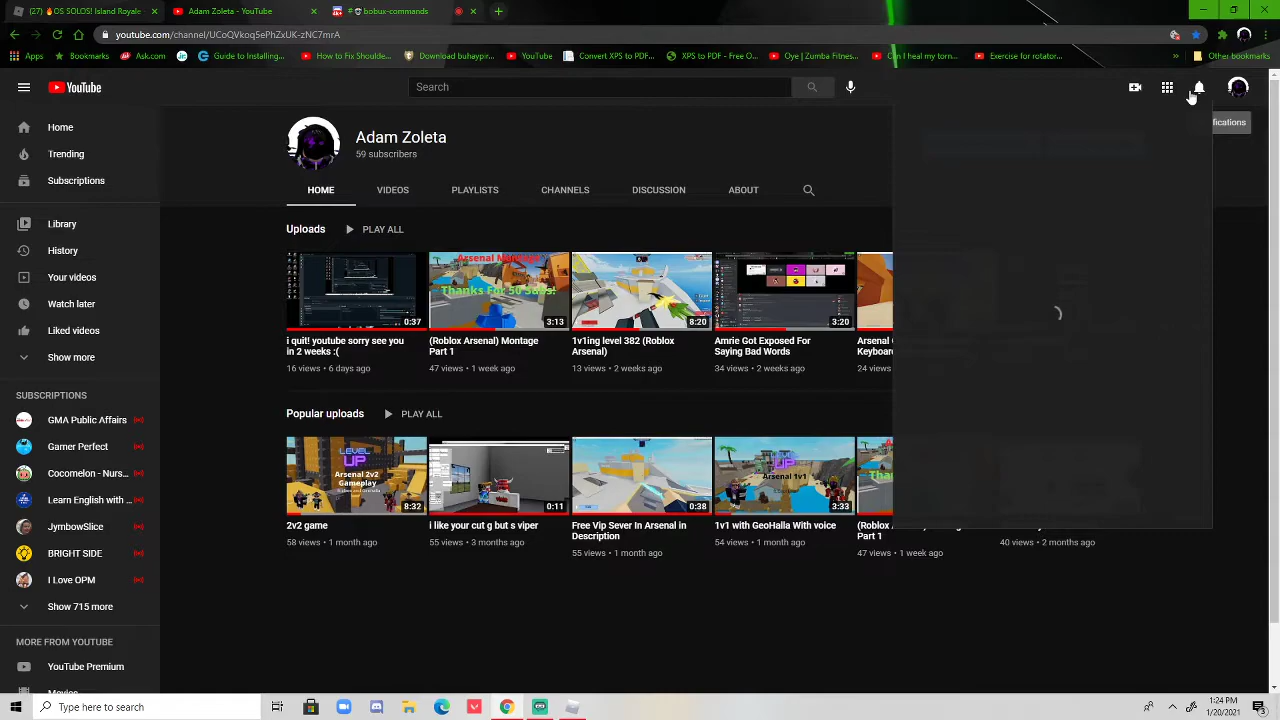 (27) 🔥OS SOLOS! Island Royale
Adam Zoleta - YouTube
#🤖 bobux-commands
youtube.com/channel/UCoQVkoq5ePhZxUK-zNC7mrA
Apps
Bookmarks
Ask.com
Guide to Installing...
How to Fix Shoulde...
Download buhayipin...
YouTube
Convert XPS to PDF...
XPS to PDF - Free O...
Oye | Zumba Fitnes...
Can I heal my torn...
Exercise for rotator...
»
Other bookmarks
YouTube
Search
ifications
Home
Trending
Subscriptions
Library
History
Your videos
Watch later
Liked videos
Show more
SUBSCRIPTIONS
GMA Public Affairs
Gamer Perfect
Cocomelon - Nurs...
Learn English with ...
JymbowSlice
BRIGHT SIDE
I Love OPM
Show 715 more
MORE FROM YOUTUBE
YouTube Premium
Adam Zoleta
59 subscribers
HOME
VIDEOS
PLAYLISTS
CHANNELS
DISCUSSION
ABOUT
Uploads
PLAY ALL
0:37
i quit! youtube sorry see you
in 2 weeks :(
16 views • 6 days ago
Arsenal Montage
Thanks For 50 Subs!
3:13
(Roblox Arsenal) Montage
Part 1
47 views • 1 week ago
8:20
1v1ing level 382 (Roblox
Arsenal)
13 views • 2 weeks ago
3:20
Amrie Got Exposed For
Saying Bad Words
34 views • 2 weeks ago
Arsenal
Keyboar
24 views
Popular uploads
PLAY ALL
LEVEL
UP
Arsenal 2v2
Gameplay
8:32
2v2 game
58 views • 1 month ago
0:11
i like your cut g but s viper
55 views • 3 months ago
0:38
Free Vip Sever In Arsenal in
Description
55 views • 1 month ago
UP
Arsenal 1v1
3:33
1v1 with GeoHalla With voice
54 views • 1 month ago
(Roblox
Part 1
47 views • 1 week ago
40 views • 2 months ago
Type here to search
1:24 PM
1/20/2021